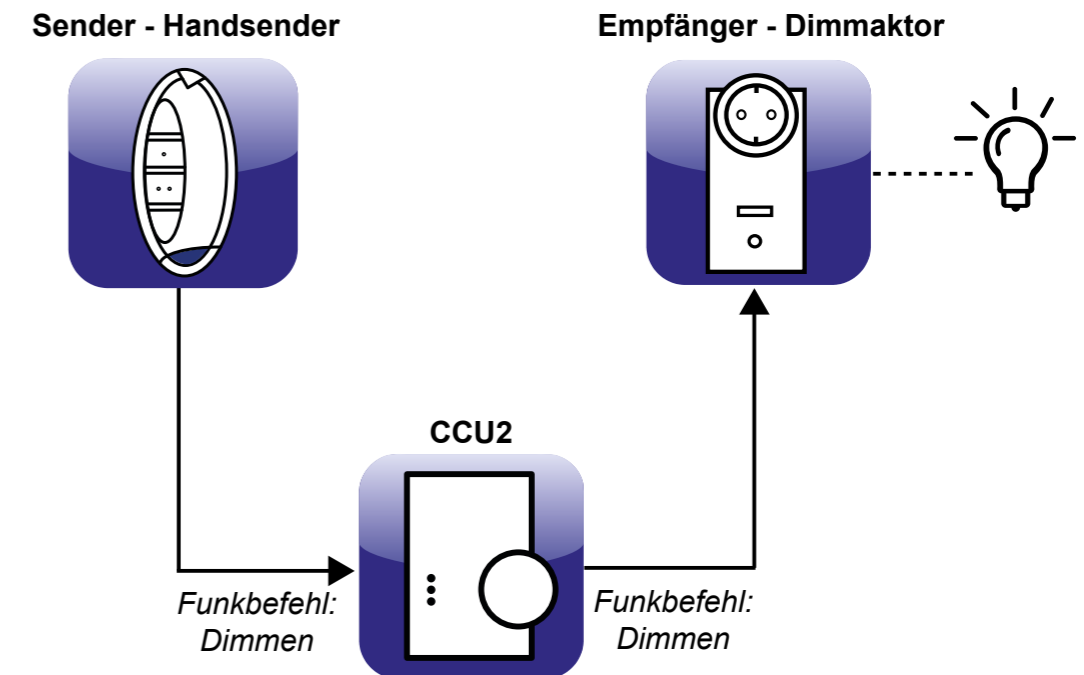 Sender - Handsender
Empfänger - Dimmaktor
CCU2
Funkbefehl:
Dimmen
Funkbefehl:
Dimmen